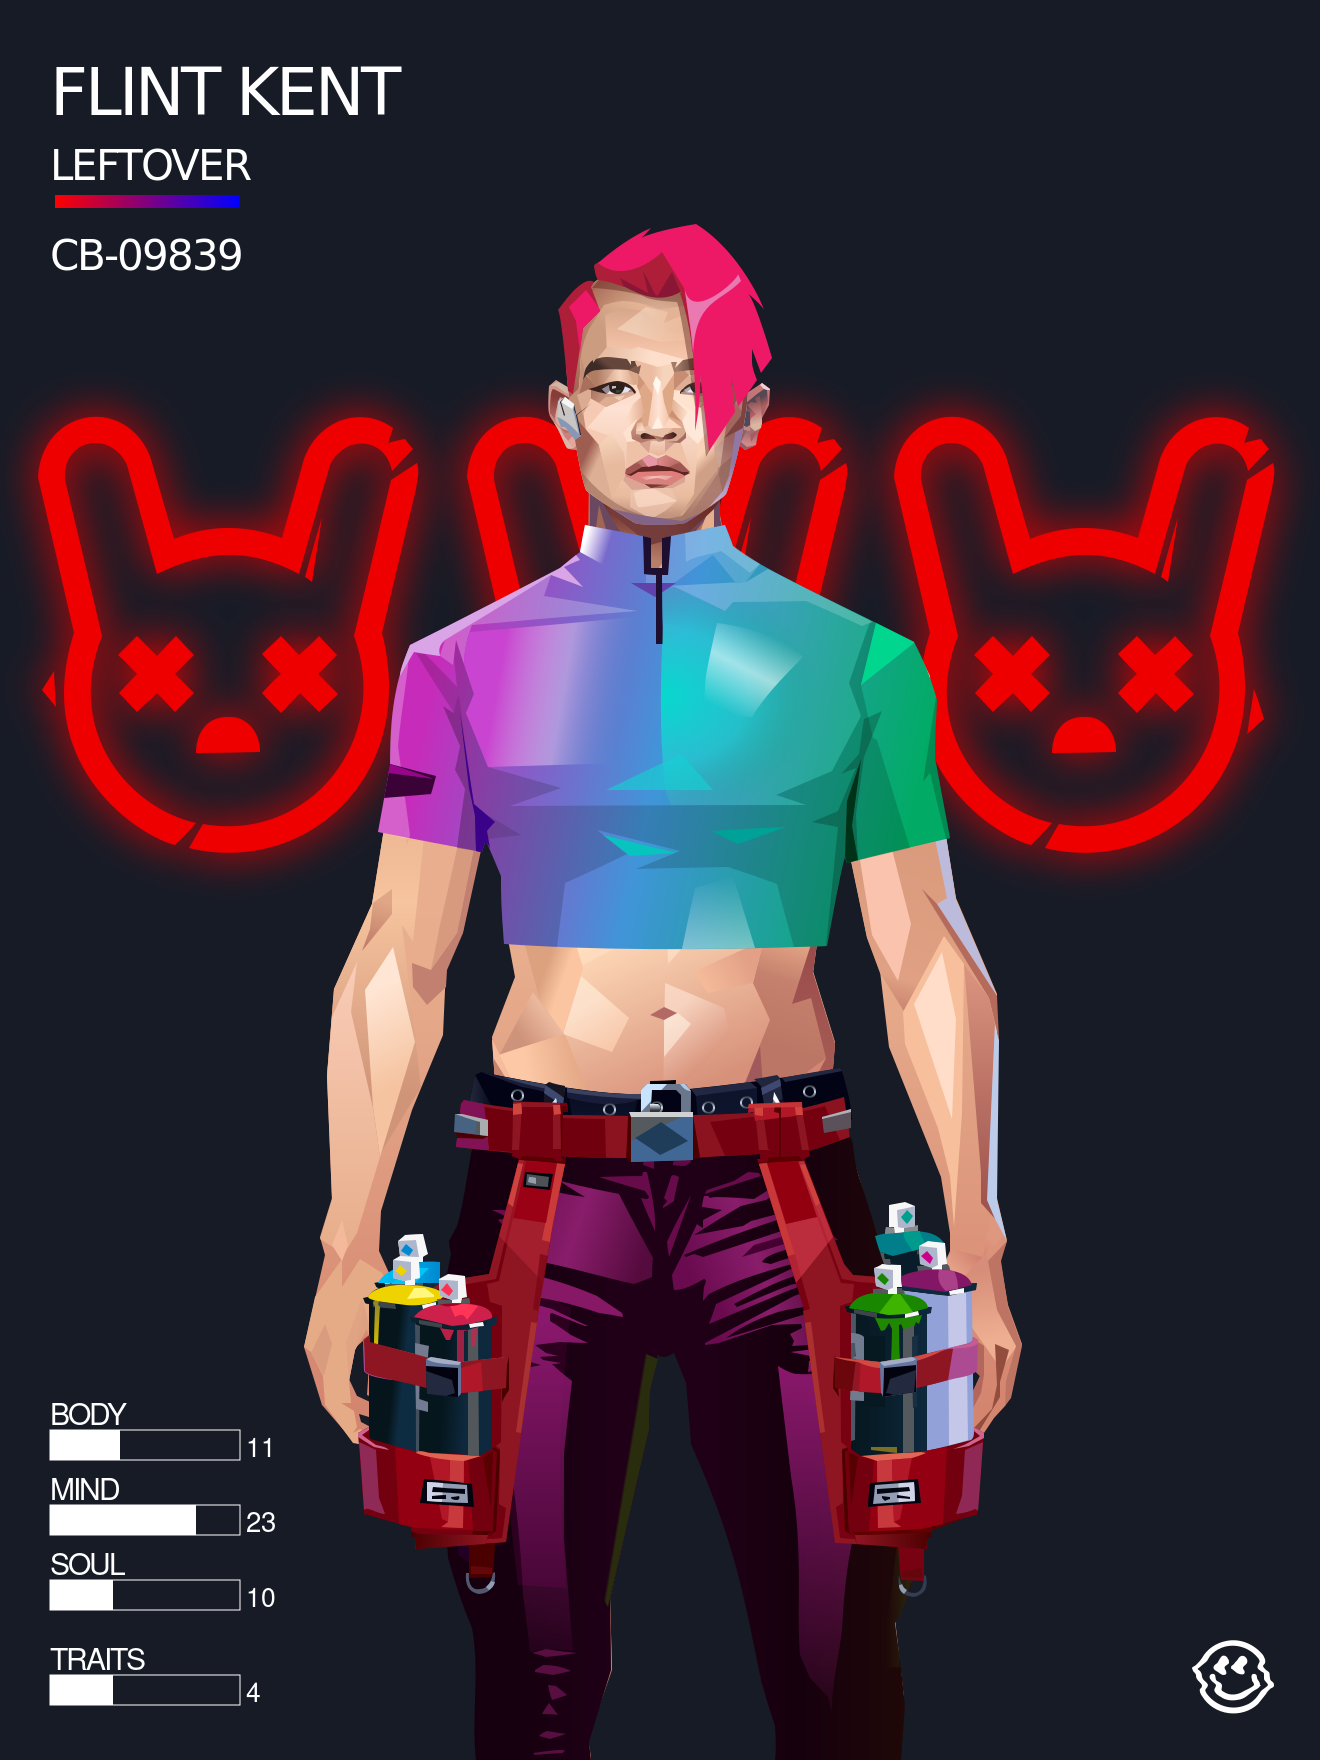 FLINT KENT
LEFTOVER
CB-09839
BODY
11
MIND
23
SOUL
10
TRAITS
4